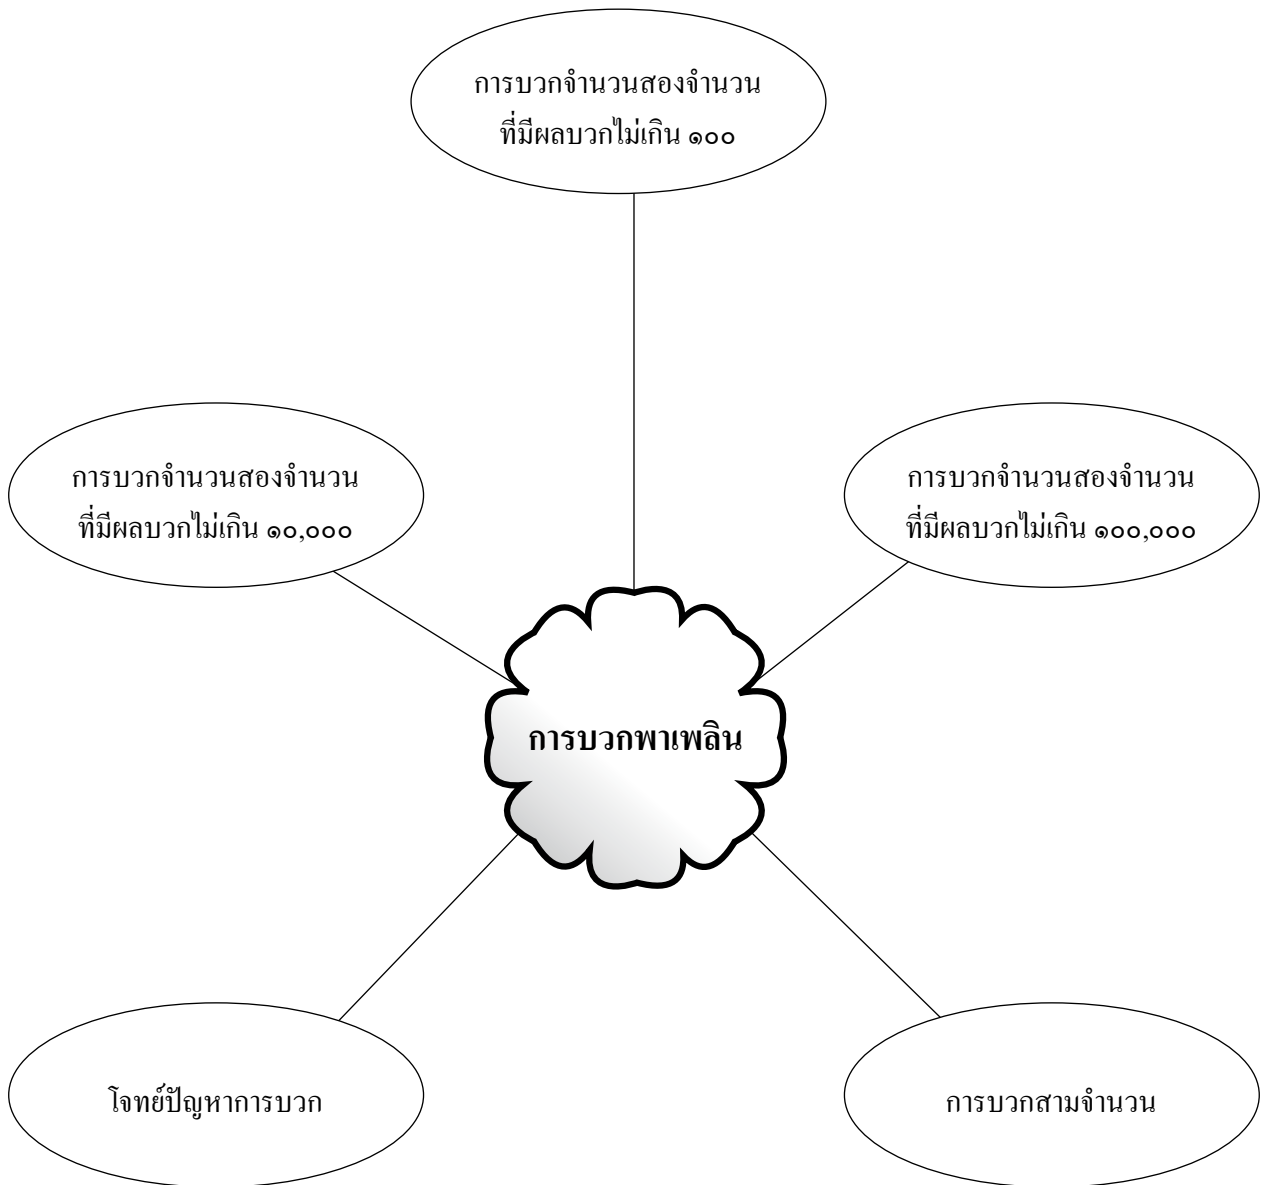 การบวกจำนวนสองจำนวน
ที่มีผลบวกไม่เกิน ๑๐๐
การบวกจำนวนสองจำนวน
ที่มีผลบวกไม่เกิน ๑๐,๐๐๐
การบวกจำนวนสองจำนวน
ที่มีผลบวกไม่เกิน ๑๐๐,๐๐๐
การบวกพาเพลิน
โจทย์ปัญหาการบวก
การบวกสามจำนวน